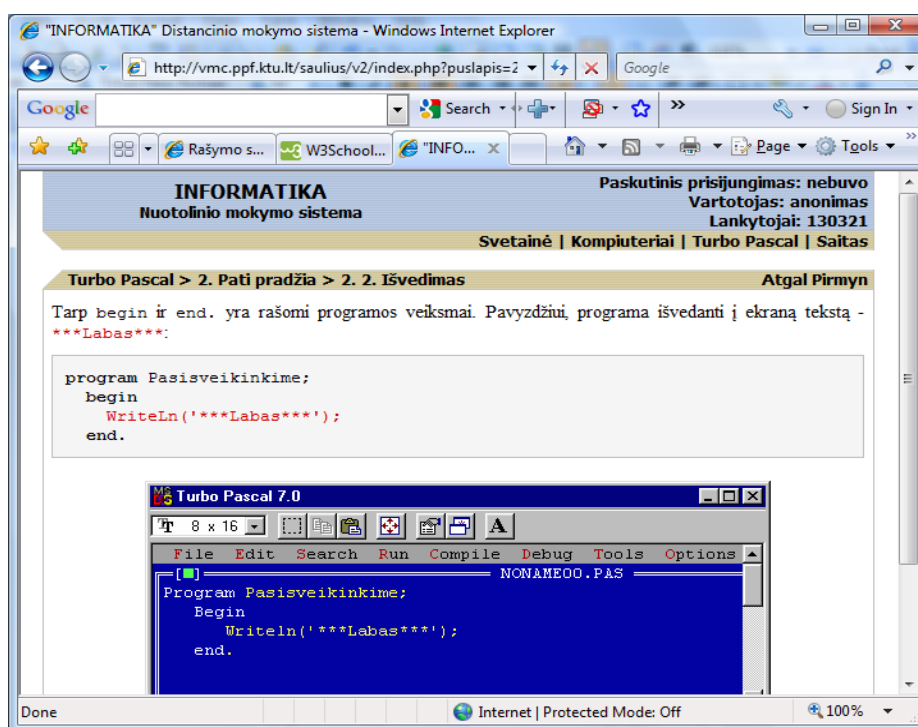 "INFORMATIKA" Distancinio mokymo sistema - Windows Internet Explorer
http://vmc.ppf.ktu.lt/saulius/v2/index.php?puslapis=2
Google
Google Search » Sign In
Rašymo s... W3School... "INFO... X Page Tools »
INFORMATIKA
Nuotolinio mokymo sistema
Paskutinis prisijungimas: nebuvo
Vartotojas: anonimas
Lankytojai: 130321
Svetainė | Kompiuteriai | Turbo Pascal | Saitas
Turbo Pascal > 2. Pati pradžia > 2. 2. Išvedimas Atgal Pirmyn
Tarp begin ir end. yra rašomi programos veiksmai. Pavyzdžiui, programa išvedanti į ekraną tekstą -
***Labas***:
program Pasisveikinkime;
begin
WriteLn('***Labas***');
end.
Turbo Pascal 7.0
Tr 8 x 16 A
File Edit Search Run Compile Debug Tools Options
NONAME00.PAS
Program Pasisveikinkime;
Begin
Writeln('***Labas***');
end.
Done Internet | Protected Mode: Off 100%